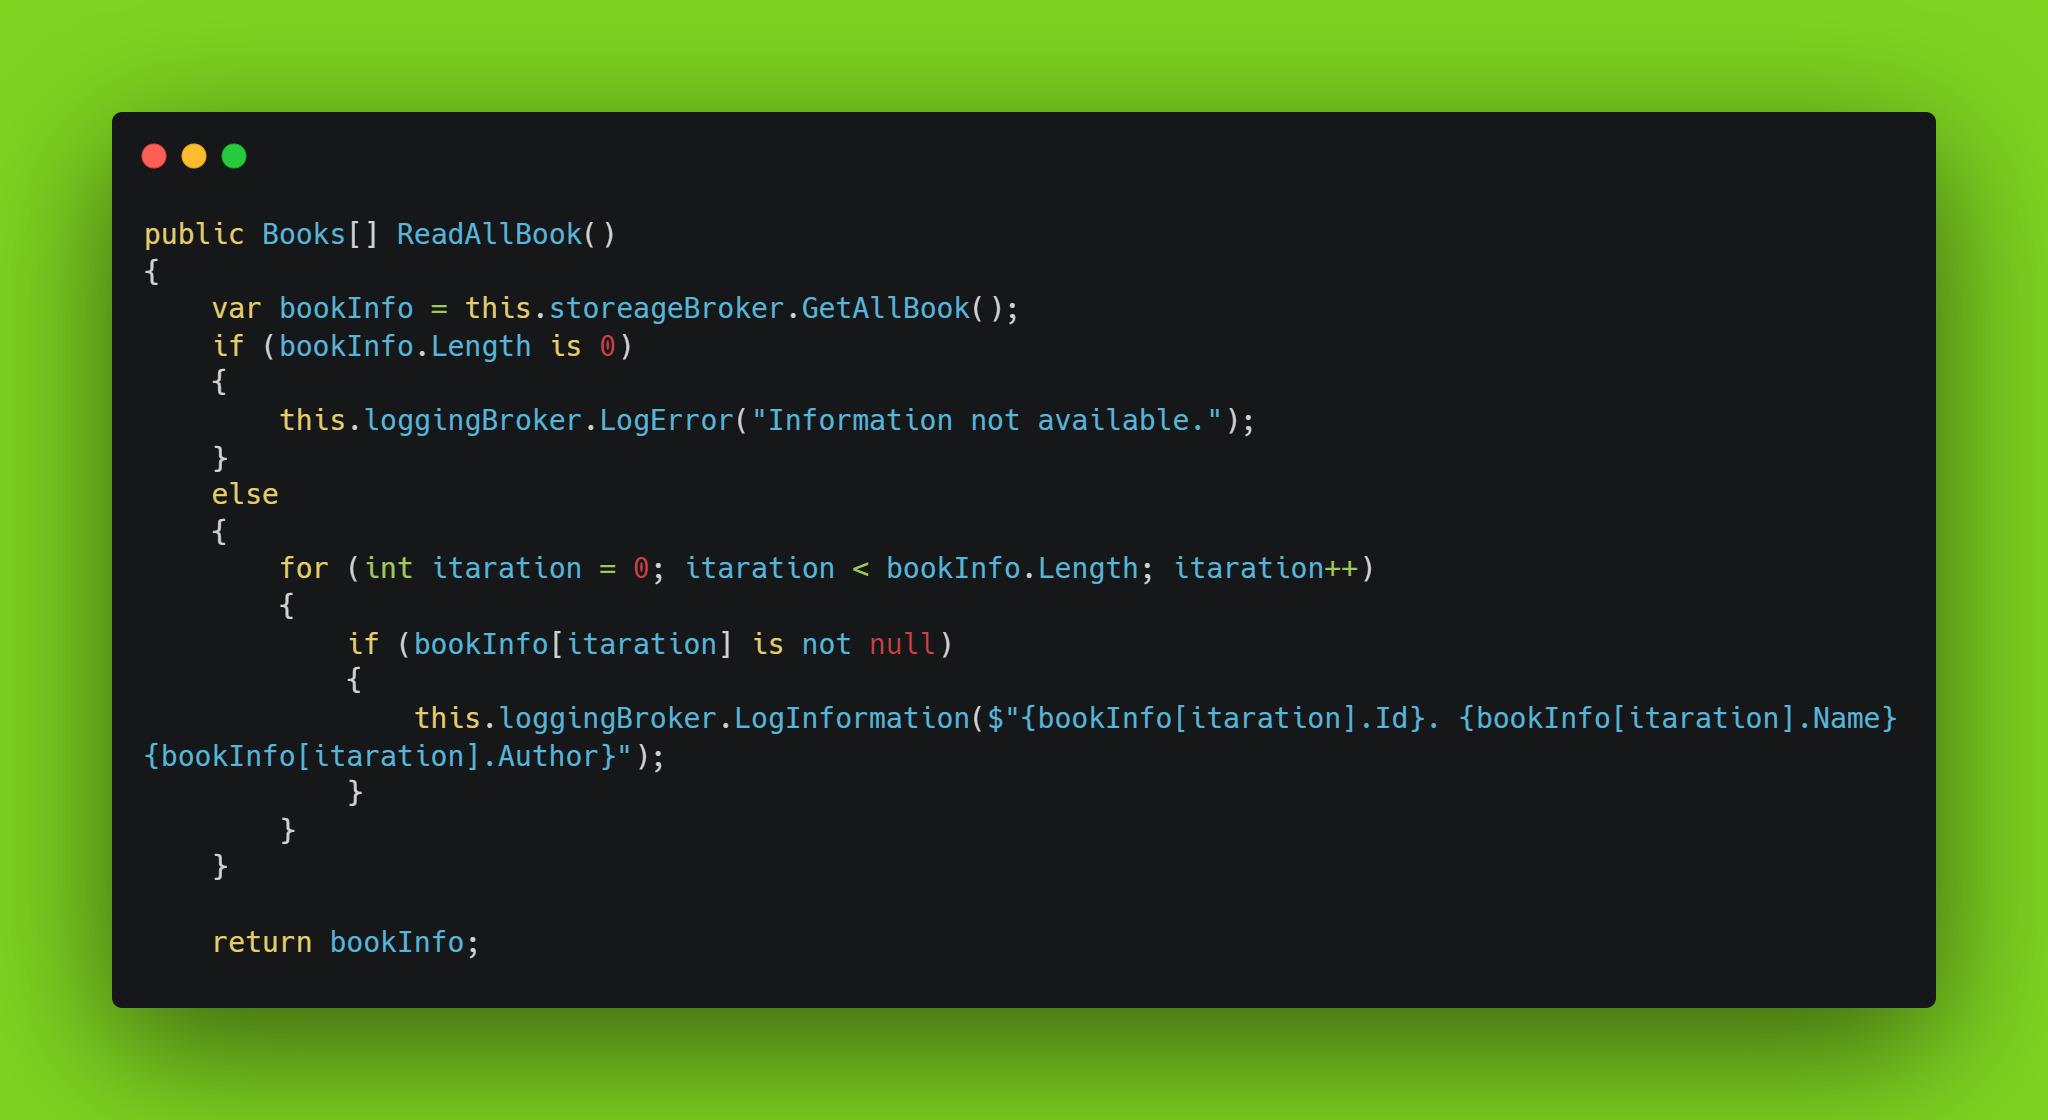 public Books[] ReadAllBook()
{
    var bookInfo = this.storeageBroker.GetAllBook();
    if (bookInfo.Length is 0)
    {
        this.loggingBroker.LogError("Information not available.");
    }
    else
    {
        for (int itaration = 0; itaration < bookInfo.Length; itaration++)
        {
            if (bookInfo[itaration] is not null)
            {
                this.loggingBroker.LogInformation($"{bookInfo[itaration].Id}. {bookInfo[itaration].Name}
{bookInfo[itaration].Author}");
            }
        }
    }

    return bookInfo;